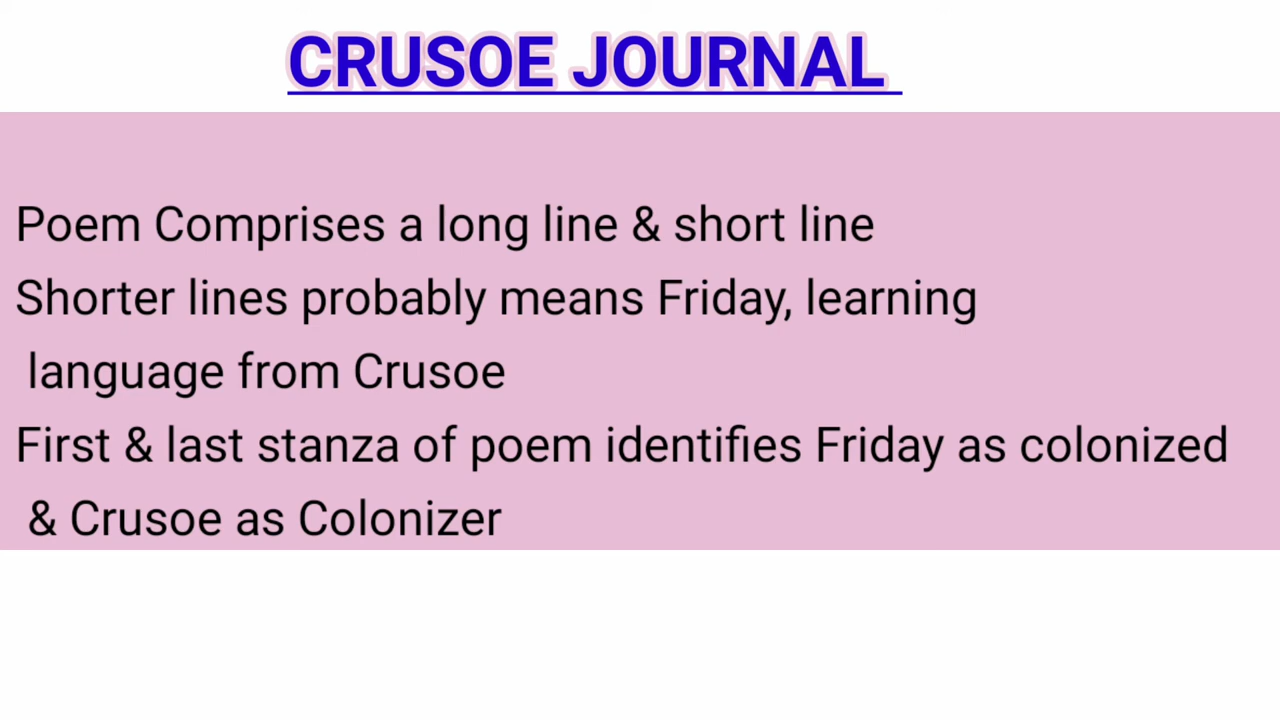 CRUSOE JOURNAL
Poem Comprises a long line & short line
Shorter lines probably means Friday, learning
language from Crusoe
First & last stanza of poem identifies Friday as colonized
& Crusoe as Colonizer